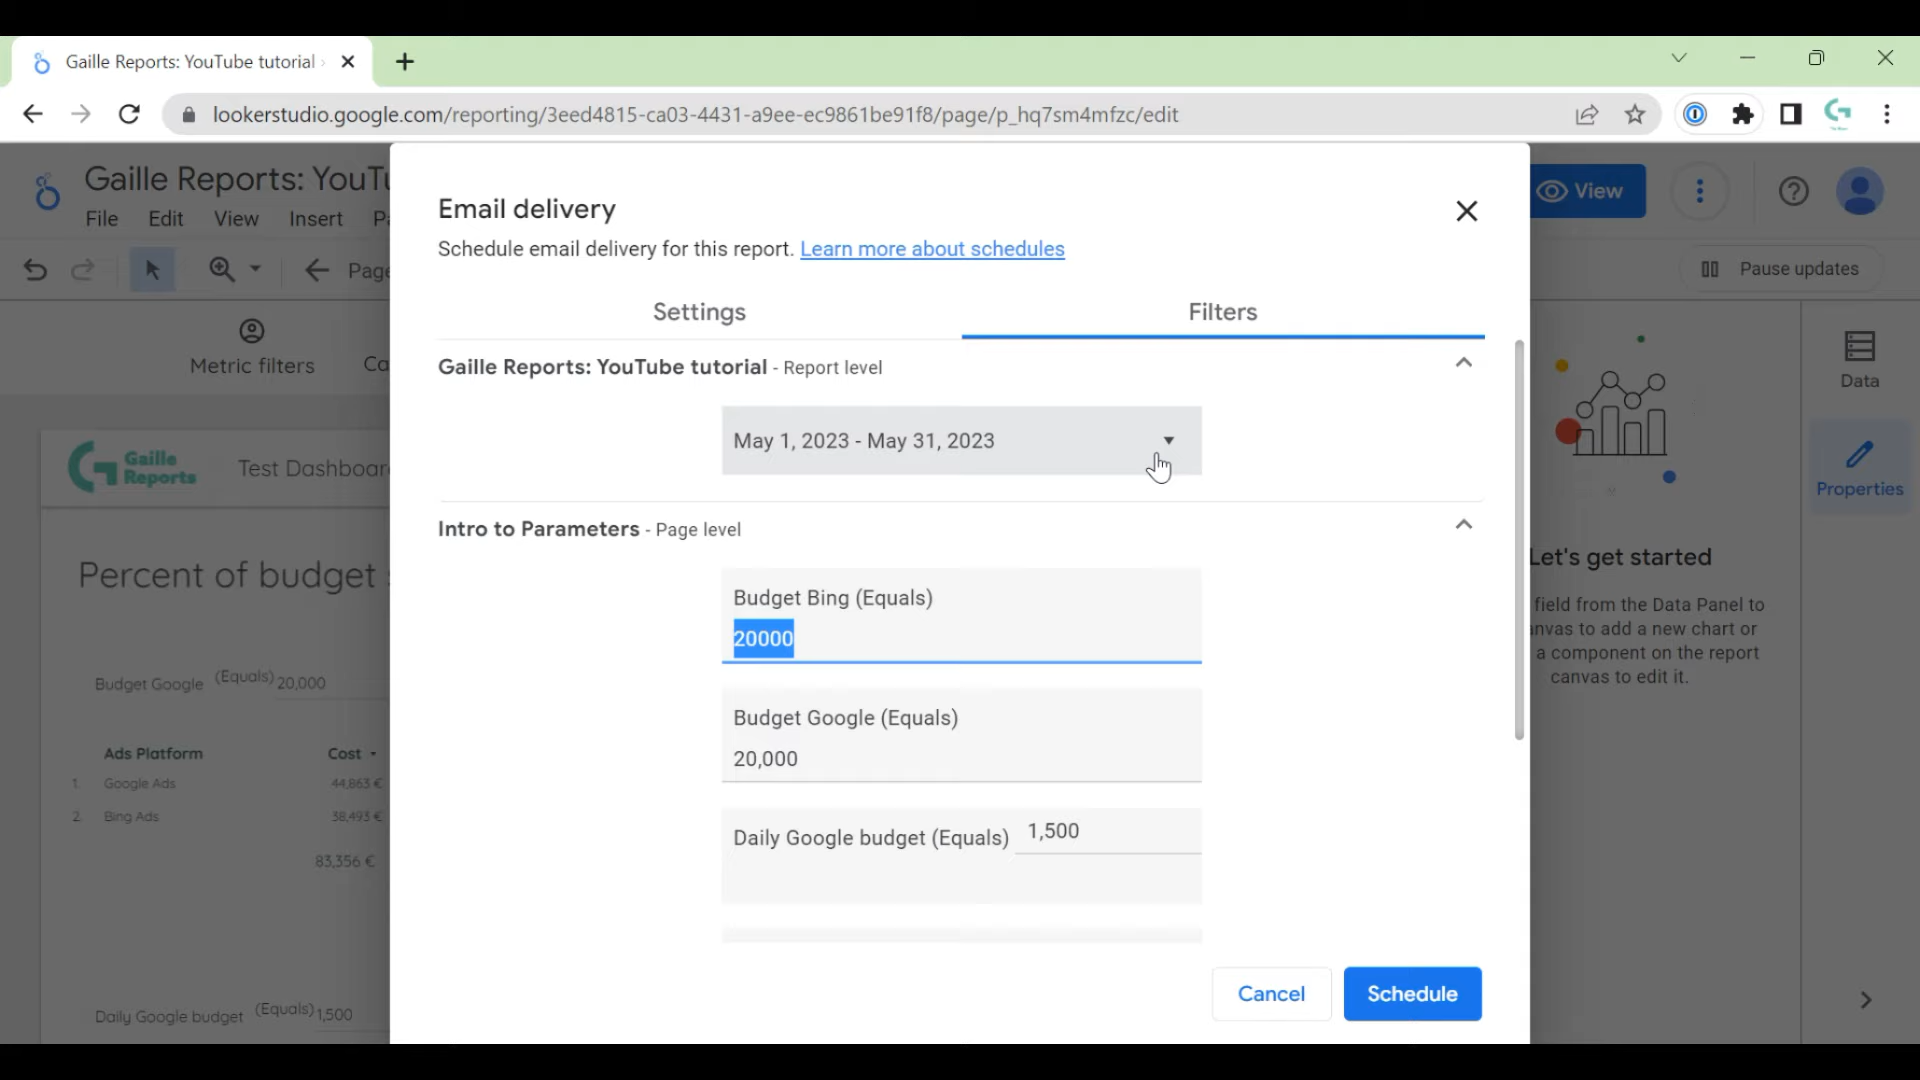 Gaille Reports: YouTube tutorial
lookerstudio.google.com/reporting/3eed4815-ca03-4431-a9ee-ec9861be91f8/page/p_hq7sm4mfzc/edit
Gaille Reports: YouTu
File Edit View Insert Pa
View
Page
Pause updates
Metric filters
Ca
Gaille Reports
Test Dashboard
Percent of budget s
Budget Google (Equals) 20,000
Ads Platform Cost
1. Google Ads 44,863 €
2. Bing Ads 38,493 €
83,356 €
Daily Google budget (Equals) 1,500
Email delivery
Schedule email delivery for this report. Learn more about schedules
Settings Filters
Gaille Reports: YouTube tutorial - Report level
May 1, 2023 - May 31, 2023
Intro to Parameters - Page level
Budget Bing (Equals)
20000
Budget Google (Equals)
20,000
Daily Google budget (Equals) 1,500
Cancel Schedule
Let's get started
field from the Data Panel to
anvas to add a new chart or
a component on the report
canvas to edit it.
Data
Properties